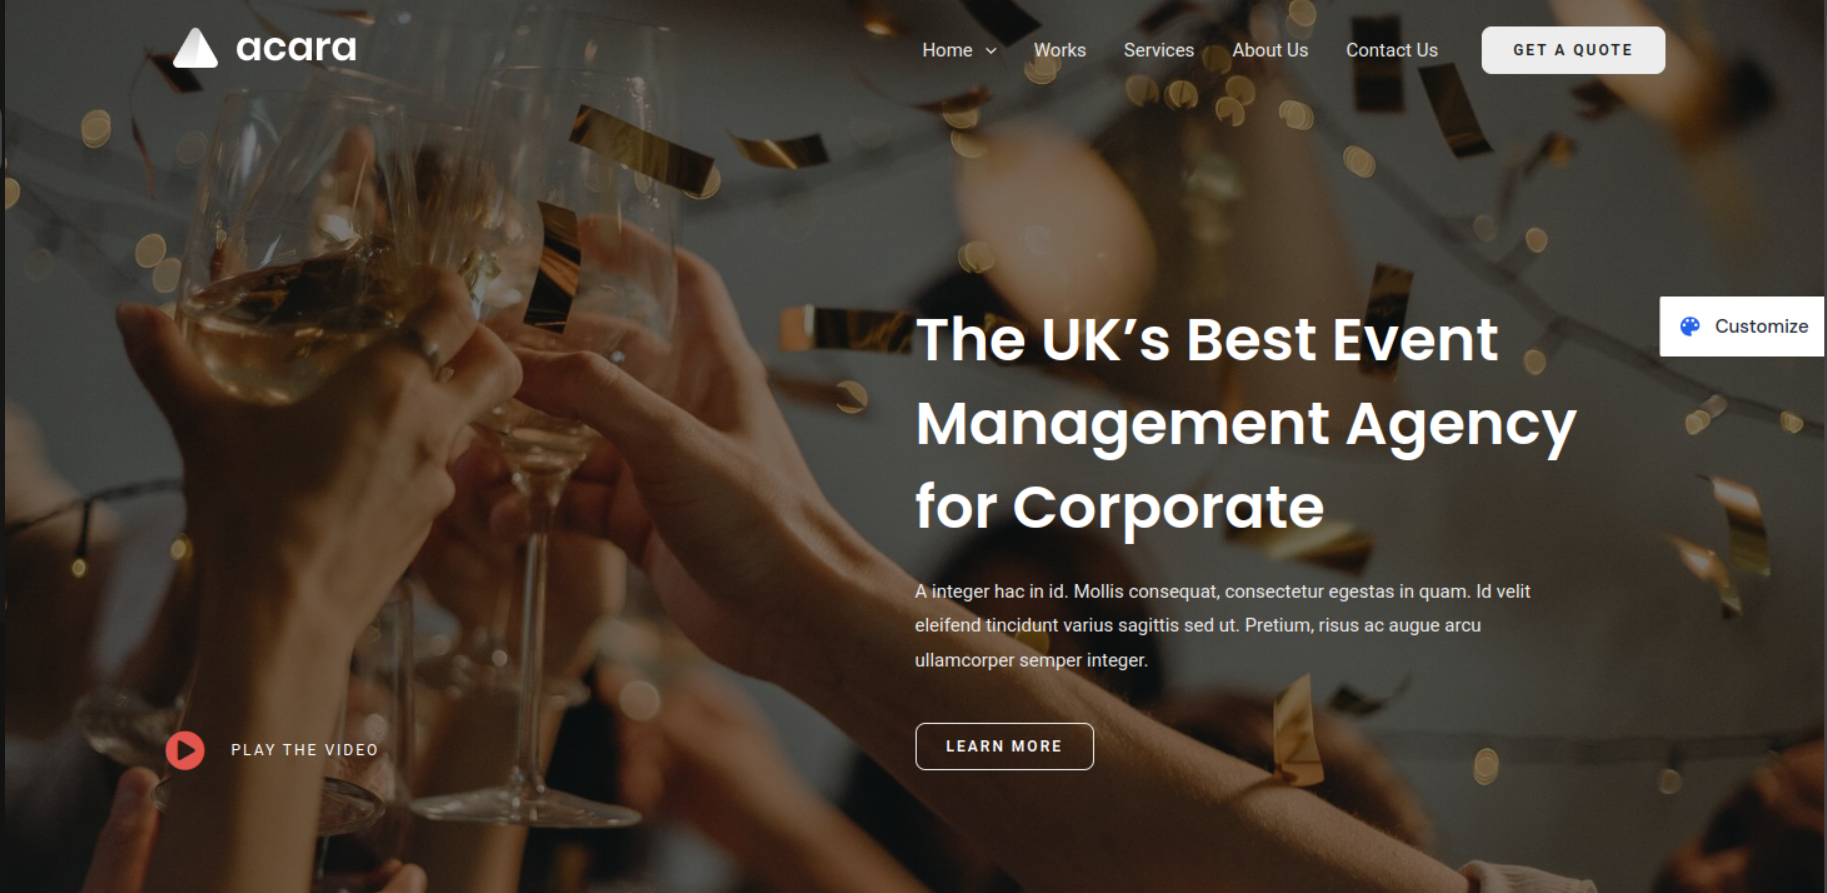 acara
Home
Works
Services
About Us
Contact Us
GET A QUOTE
The UK’s Best Event
Management Agency
for Corporate
Customize
A integer hac in id. Mollis consequat, consectetur egestas in quam. Id velit
eleifend tincidunt varius sagittis sed ut. Pretium, risus ac augue arcu
ullamcorper semper integer.
LEARN MORE
PLAY THE VIDEO